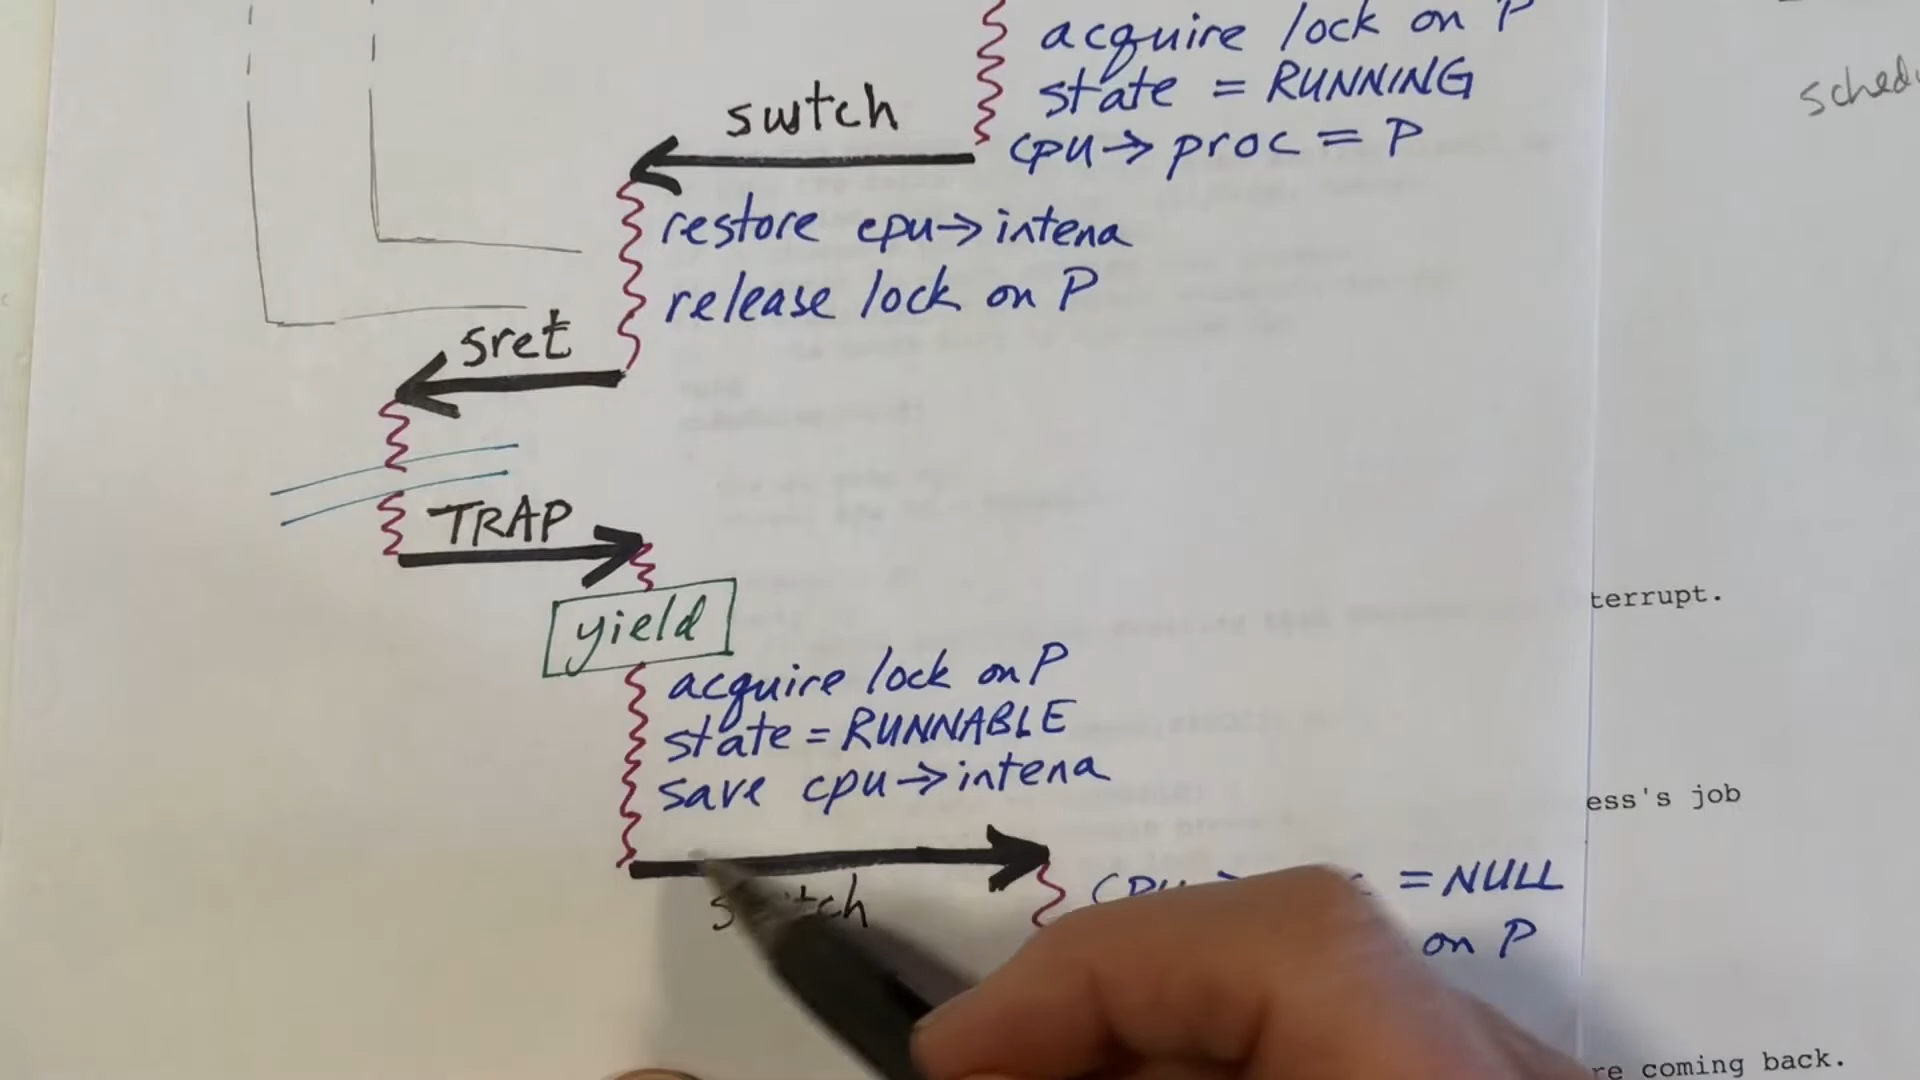 acquire lock on P
state = RUNNING
cpu→ proc = P
swtch
restore cpu→ intena
release lock on P
sret
TRAP
yield
acquire lock on P
state = RUNNABLE
save cpu→ intena
= NULL
on P
sched
terrupt.
ess's job
re coming back.